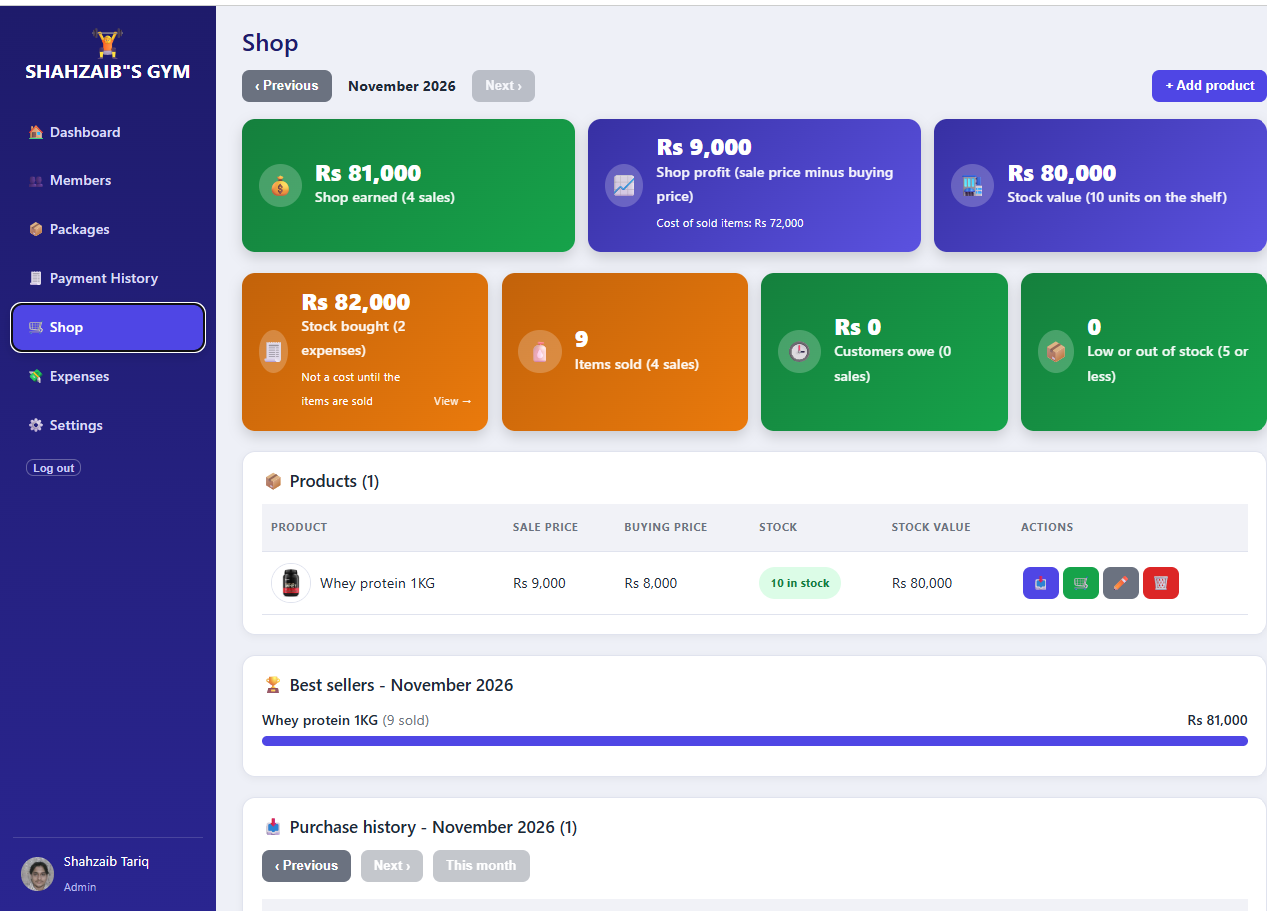 SHAHZAIB"S GYM
Dashboard
Members
Packages
Payment History
Shop
Expenses
Settings
Log out
Shahzaib Tariq
Admin
Shop
‹ Previous
November 2026
Next ›
+ Add product
Rs 81,000
Shop earned (4 sales)
Rs 9,000
Shop profit (sale price minus buying
price)
Cost of sold items: Rs 72,000
Rs 80,000
Stock value (10 units on the shelf)
Rs 82,000
Stock bought (2
expenses)
Not a cost until the
items are sold
View →
9
Items sold (4 sales)
Rs 0
Customers owe (0
sales)
0
Low or out of stock (5 or
less)
Products (1)
PRODUCT SALE PRICE BUYING PRICE STOCK STOCK VALUE ACTIONS
Whey protein 1KG Rs 9,000 Rs 8,000 10 in stock Rs 80,000
Best sellers - November 2026
Whey protein 1KG (9 sold) Rs 81,000
Purchase history - November 2026 (1)
‹ Previous Next › This month